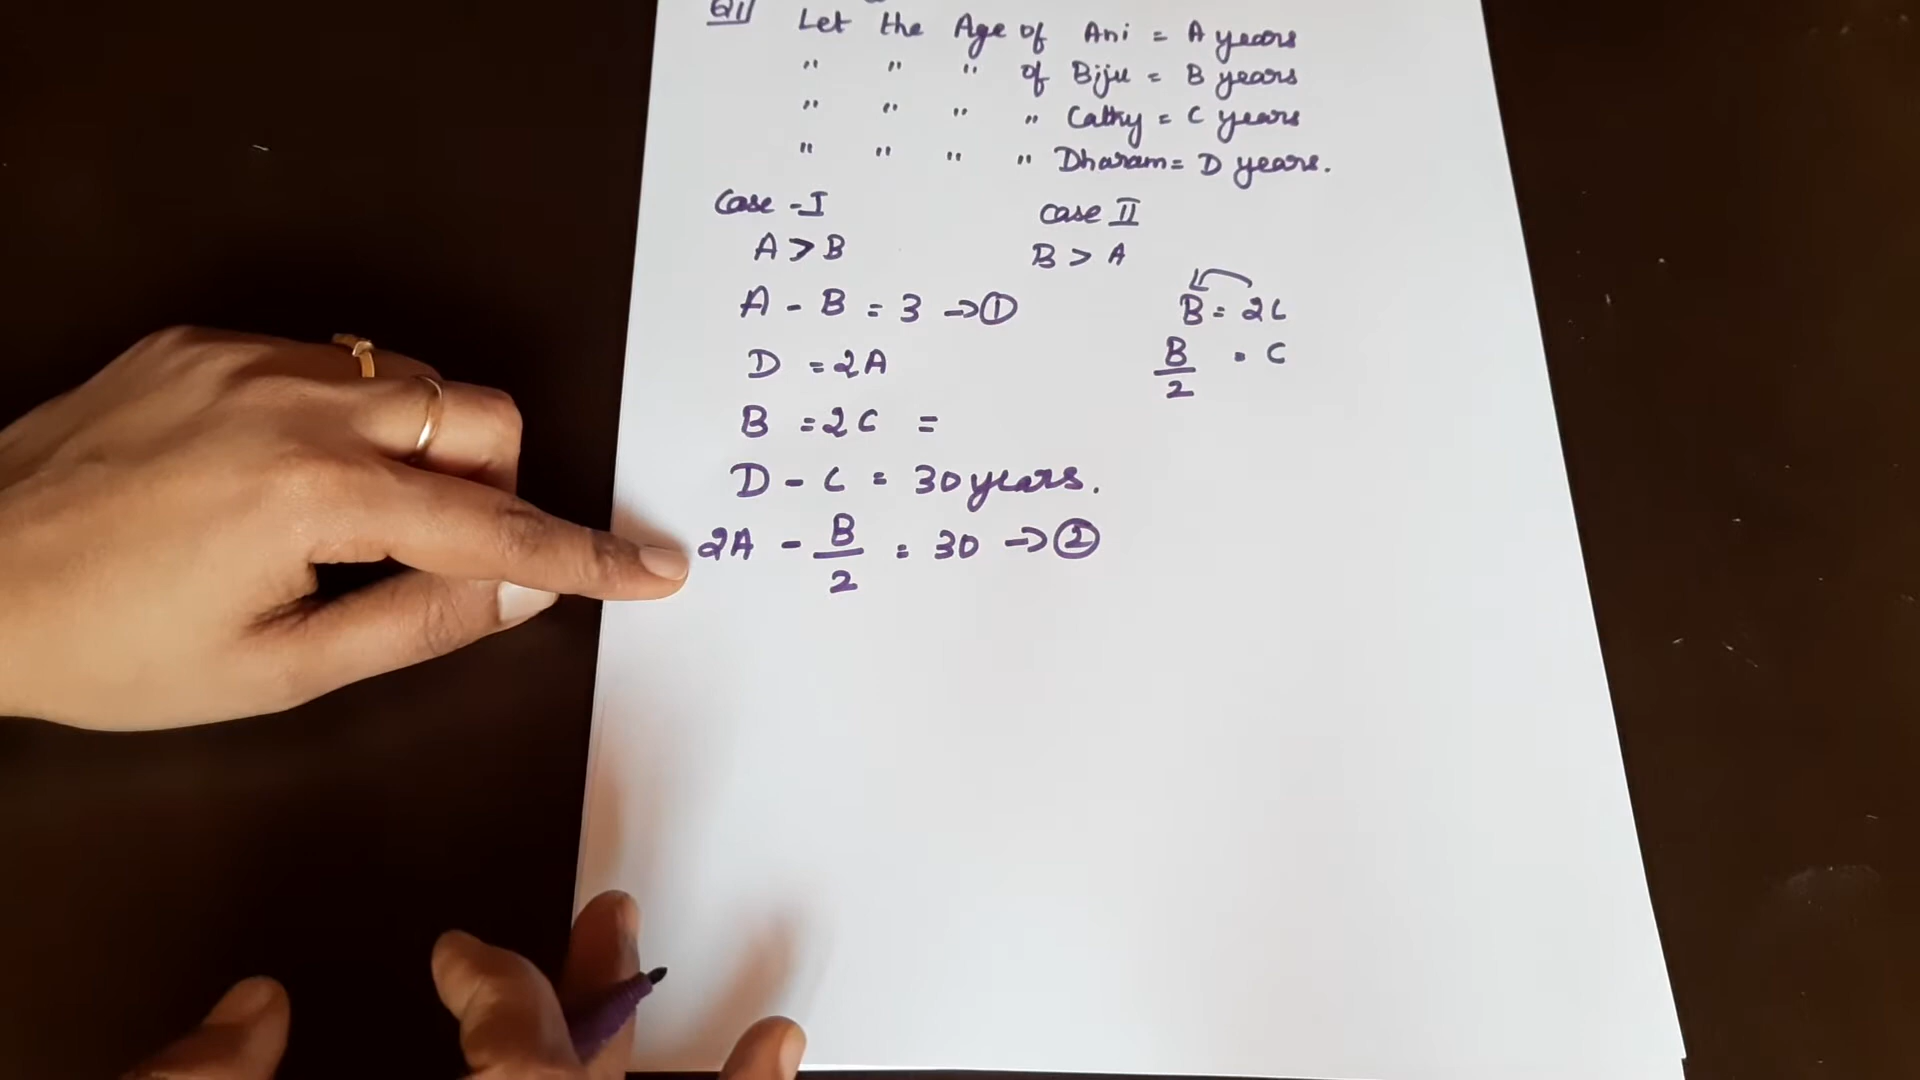 Q1/ Let the Age of Ani = A years
" " " of Biju = B years
" " " " Cathy = C years
" " " " Dharam = D years.
Case - I
A > B
A - B = 3 → ①
D = 2A
B = 2C =
D - C = 30 years.
2A - B/2 = 30 → ②
Case II
B > A
B = 2C
B/2 = C